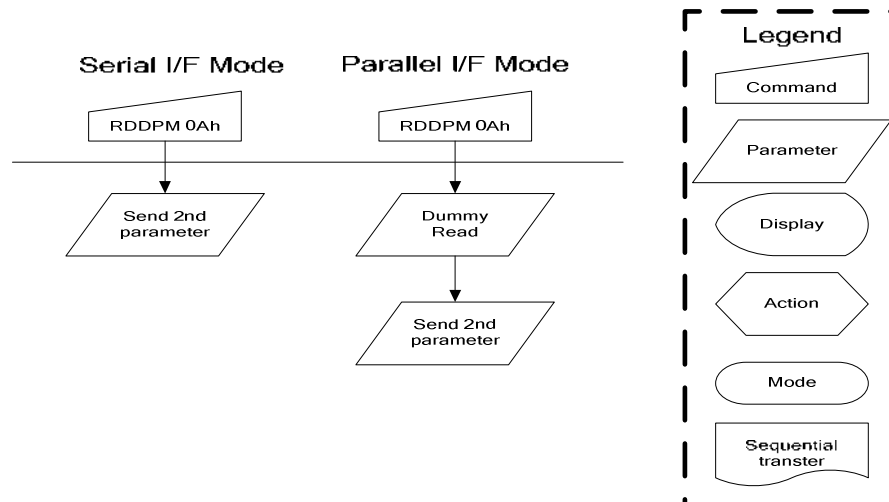 Serial I/F Mode
RDDPM 0Ah
Send 2nd
parameter
Parallel I/F Mode
RDDPM 0Ah
Dummy
Read
Send 2nd
parameter
Legend
Command
Parameter
Display
Action
Mode
Sequential
transter